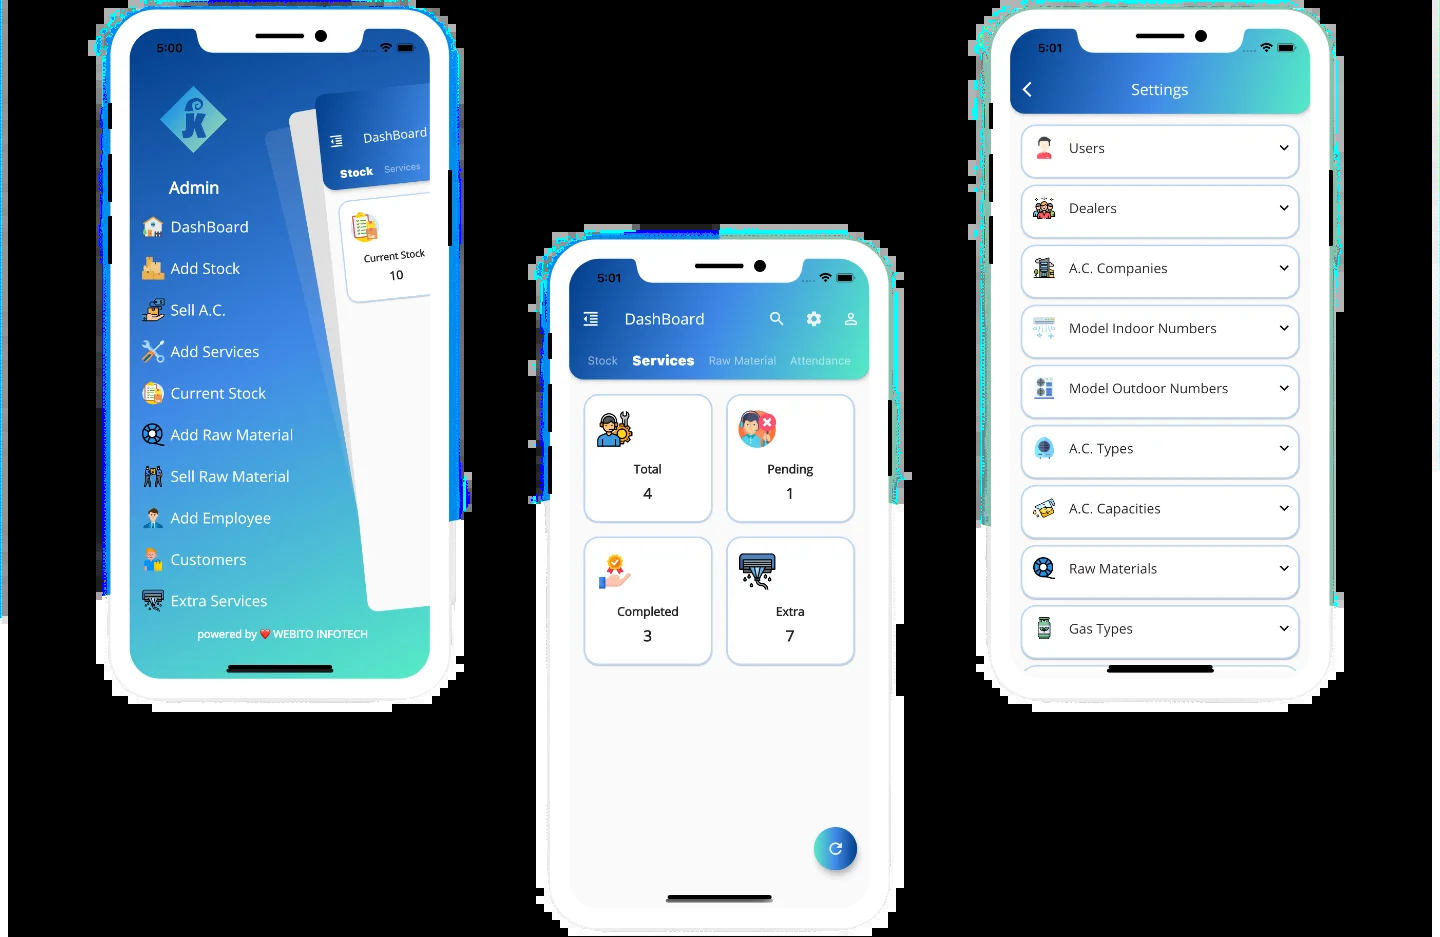 5:00
JK
Admin
DashBoard
Add Stock
Sell A.C.
Add Services
Current Stock
Add Raw Material
Sell Raw Material
Add Employee
Customers
Extra Services
powered by ❤️ WEBITO INFOTECH
DashBoard
Stock Services
Current Stock
10
5:01
DashBoard
Stock Services Raw Material Attendance
Total
4
Pending
1
Completed
3
Extra
7
5:01
Settings
Users
Dealers
A.C. Companies
Model Indoor Numbers
Model Outdoor Numbers
A.C. Types
A.C. Capacities
Raw Materials
Gas Types